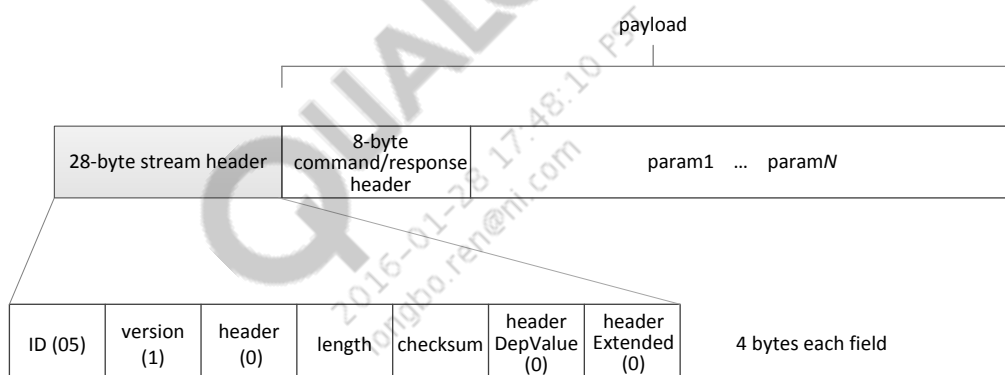 payload
28-byte stream header
8-byte
command/response
header
param1 ... paramN
ID (05)
version
(1)
header
(0)
length
checksum
header
DepValue
(0)
header
Extended
(0)
4 bytes each field
QUALC
2016-01-28 17:48:10 PST
longbo.ren@ni.com